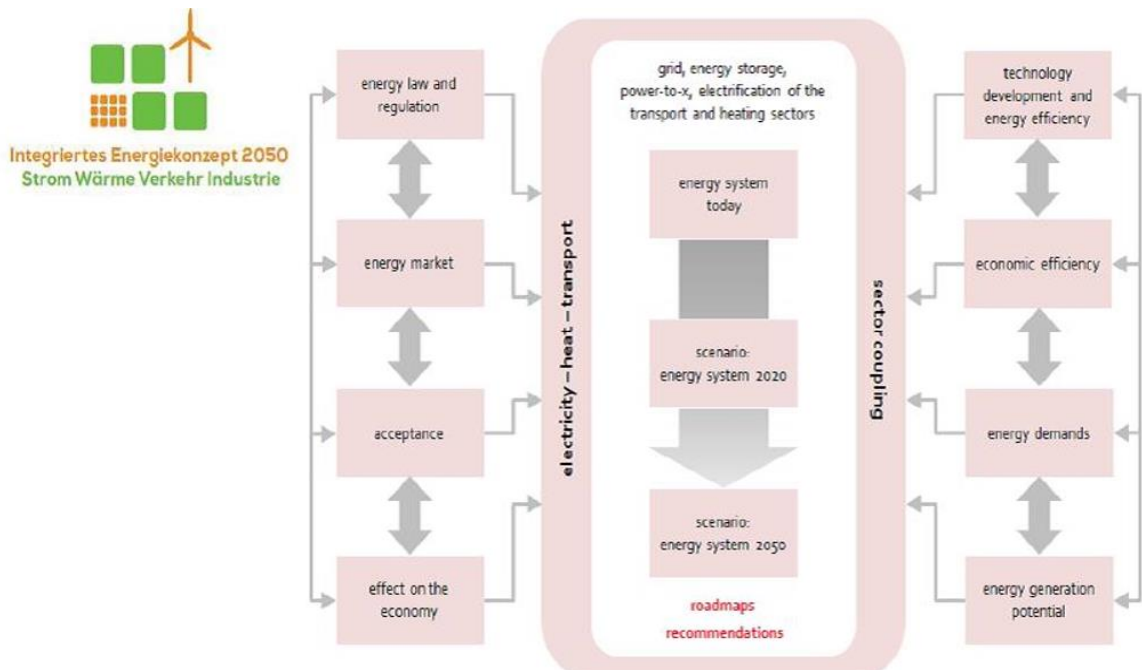 Integriertes Energiekonzept 2050
Strom Wärme Verkehr Industrie
energy law and
regulation
energy market
acceptance
effect on the
economy
electricity – heat – transport
grid, energy storage,
power-to-x, electrification of the
transport and heating sectors
energy system
today
scenario:
energy system 2020
scenario:
energy system 2050
roadmaps
recommendations
sector coupling
technology
development and
energy efficiency
economic efficiency
energy demands
energy generation
potential